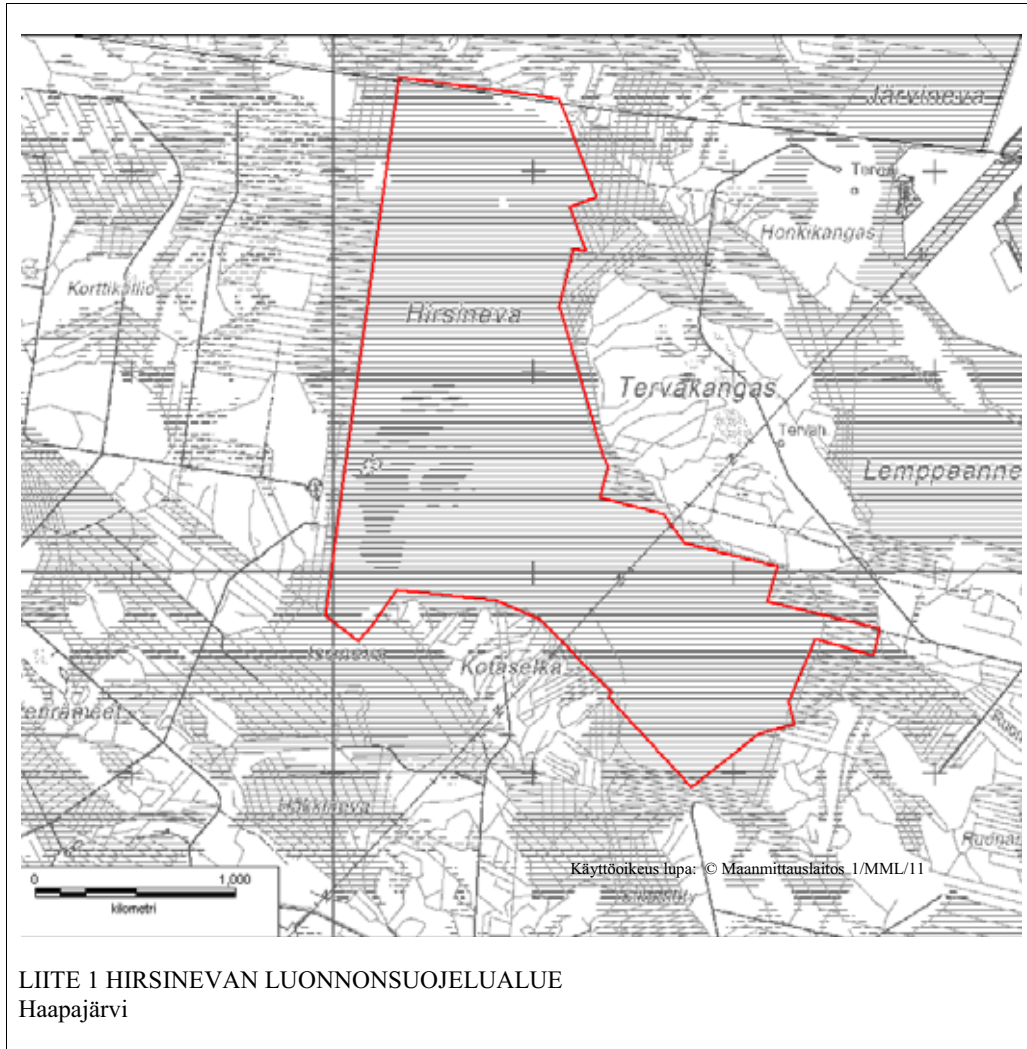 Järvineva
Honkikangas
Korttikallio
Hirsineva
Tervakangas
Kotaselkä
Häkkineva
0 1,000
kilometri
Käyttöoikeus lupa: © Maanmittauslaitos 1/MML/11
LIITE 1 HIRSINEVAN LUONNONSUOJELUALUE
Haapajärvi